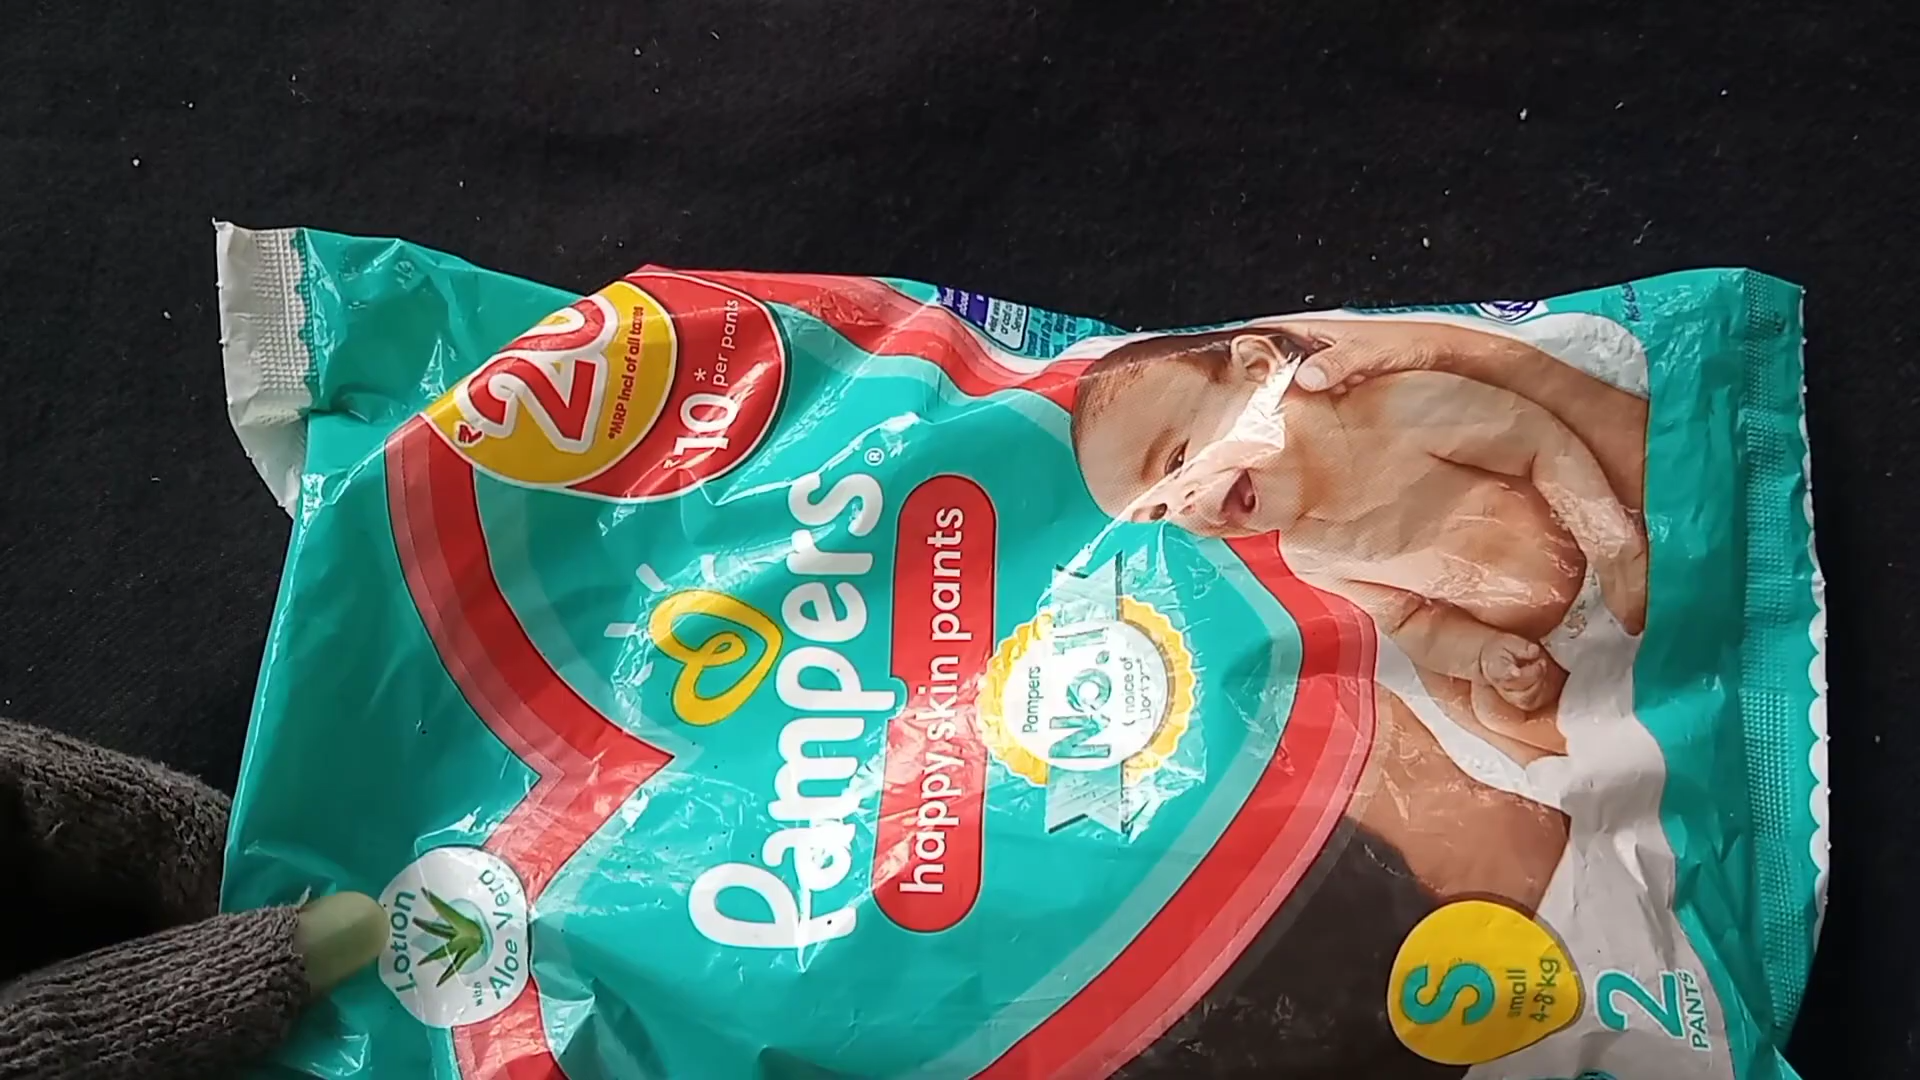 ₹20
*MRP incl of all taxes
₹10* per pants
Pampers®
happy skin pants
Pampers
No.1
Choice of
Doctors
Lotion
with
Aloe Vera
S
small
4-8 kg
2
PANTS